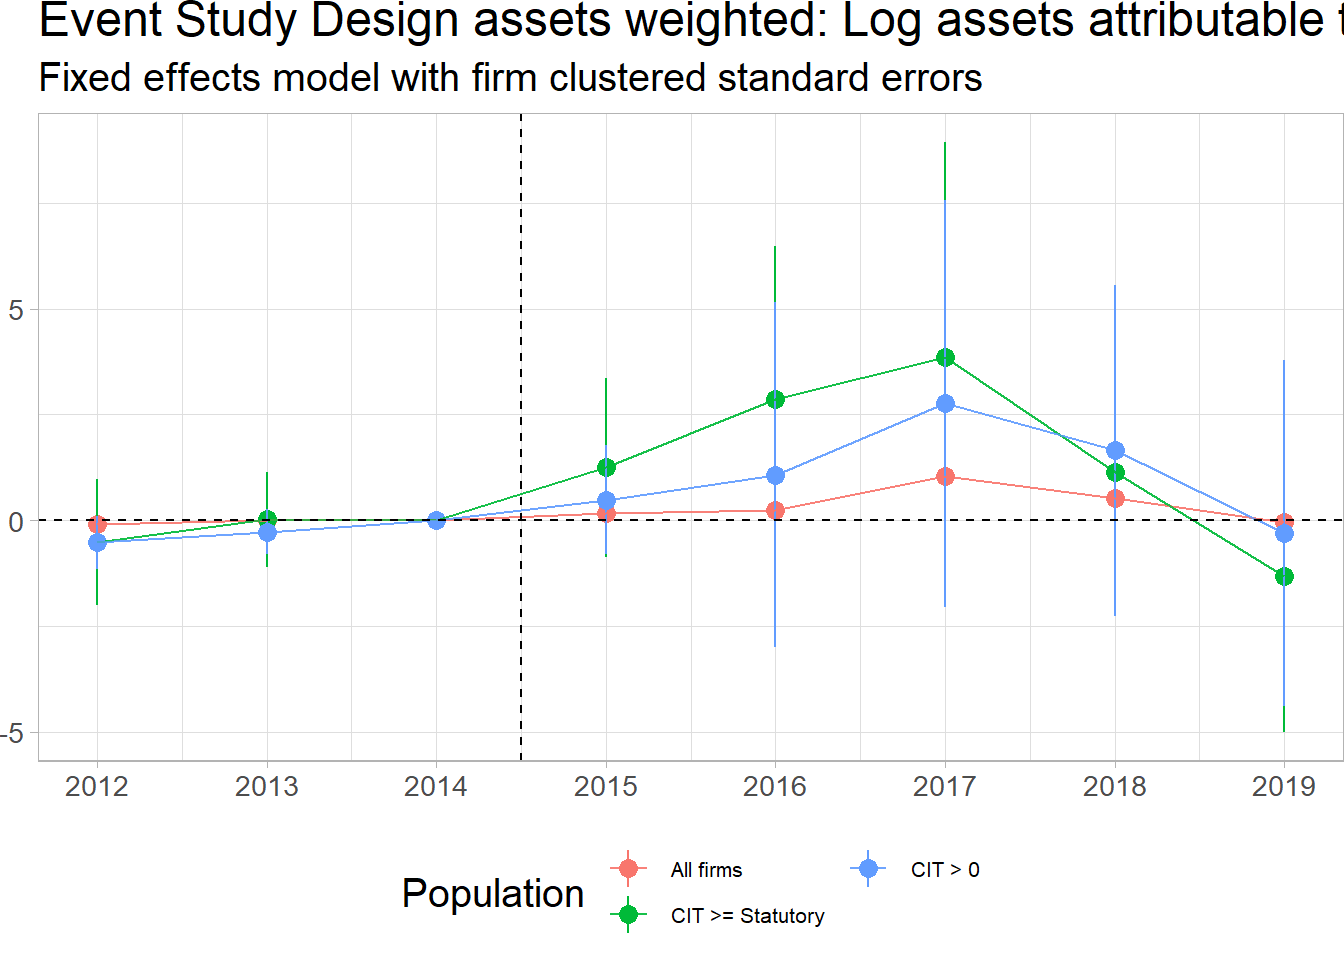 Event Study Design assets weighted: Log assets attributable t
Fixed effects model with firm clustered standard errors
5
0
-5
2012 2013 2014 2015 2016 2017 2018 2019
Population
All firms
CIT > 0
CIT >= Statutory